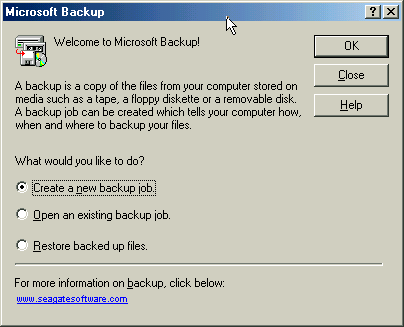 Microsoft Backup
Welcome to Microsoft Backup!
OK
Close
Help
A backup is a copy of the files from your computer stored on
media such as a tape, a floppy diskette or a removable disk.
A backup job can be created which tells your computer how,
when and where to backup your files.
What would you like to do?
Create a new backup job.
Open an existing backup job.
Restore backed up files.
For more information on backup, click below:
www.seagatesoftware.com